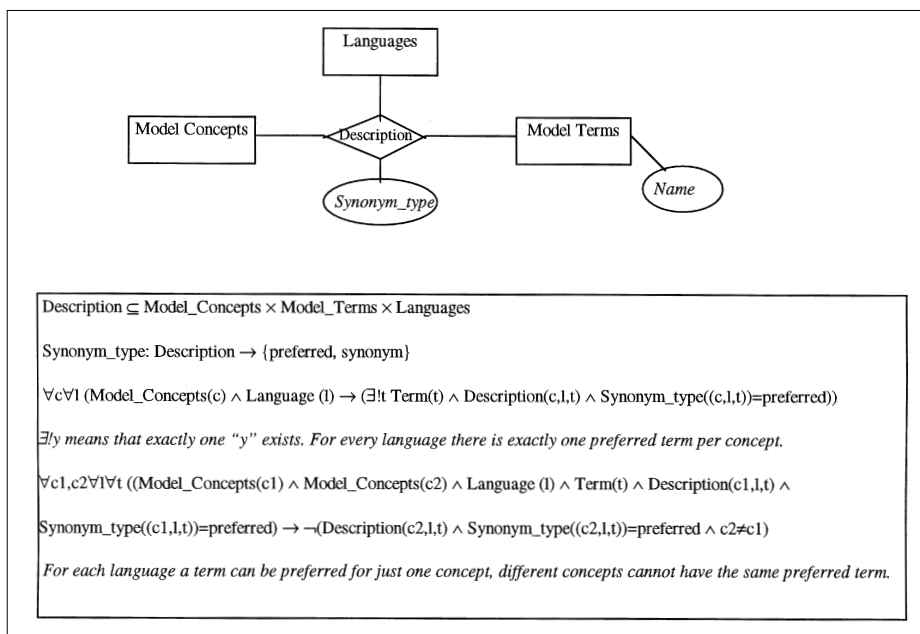 Languages
Model Concepts
Description
Model Terms
Synonym_type
Name
Description ⊆ Model_Concepts × Model_Terms × Languages
Synonym_type: Description → {preferred, synonym}
∀c∀l (Model_Concepts(c) ∧ Language (l) → (∃!t Term(t) ∧ Description(c,l,t) ∧ Synonym_type((c,l,t))=preferred))
∃!y means that exactly one “y” exists. For every language there is exactly one preferred term per concept.
∀c1,c2∀l∀t ((Model_Concepts(c1) ∧ Model_Concepts(c2) ∧ Language (l) ∧ Term(t) ∧ Description(c1,l,t) ∧
Synonym_type((c1,l,t))=preferred) → ¬(Description(c2,l,t) ∧ Synonym_type((c2,l,t))=preferred ∧ c2≠c1)
For each language a term can be preferred for just one concept, different concepts cannot have the same preferred term.